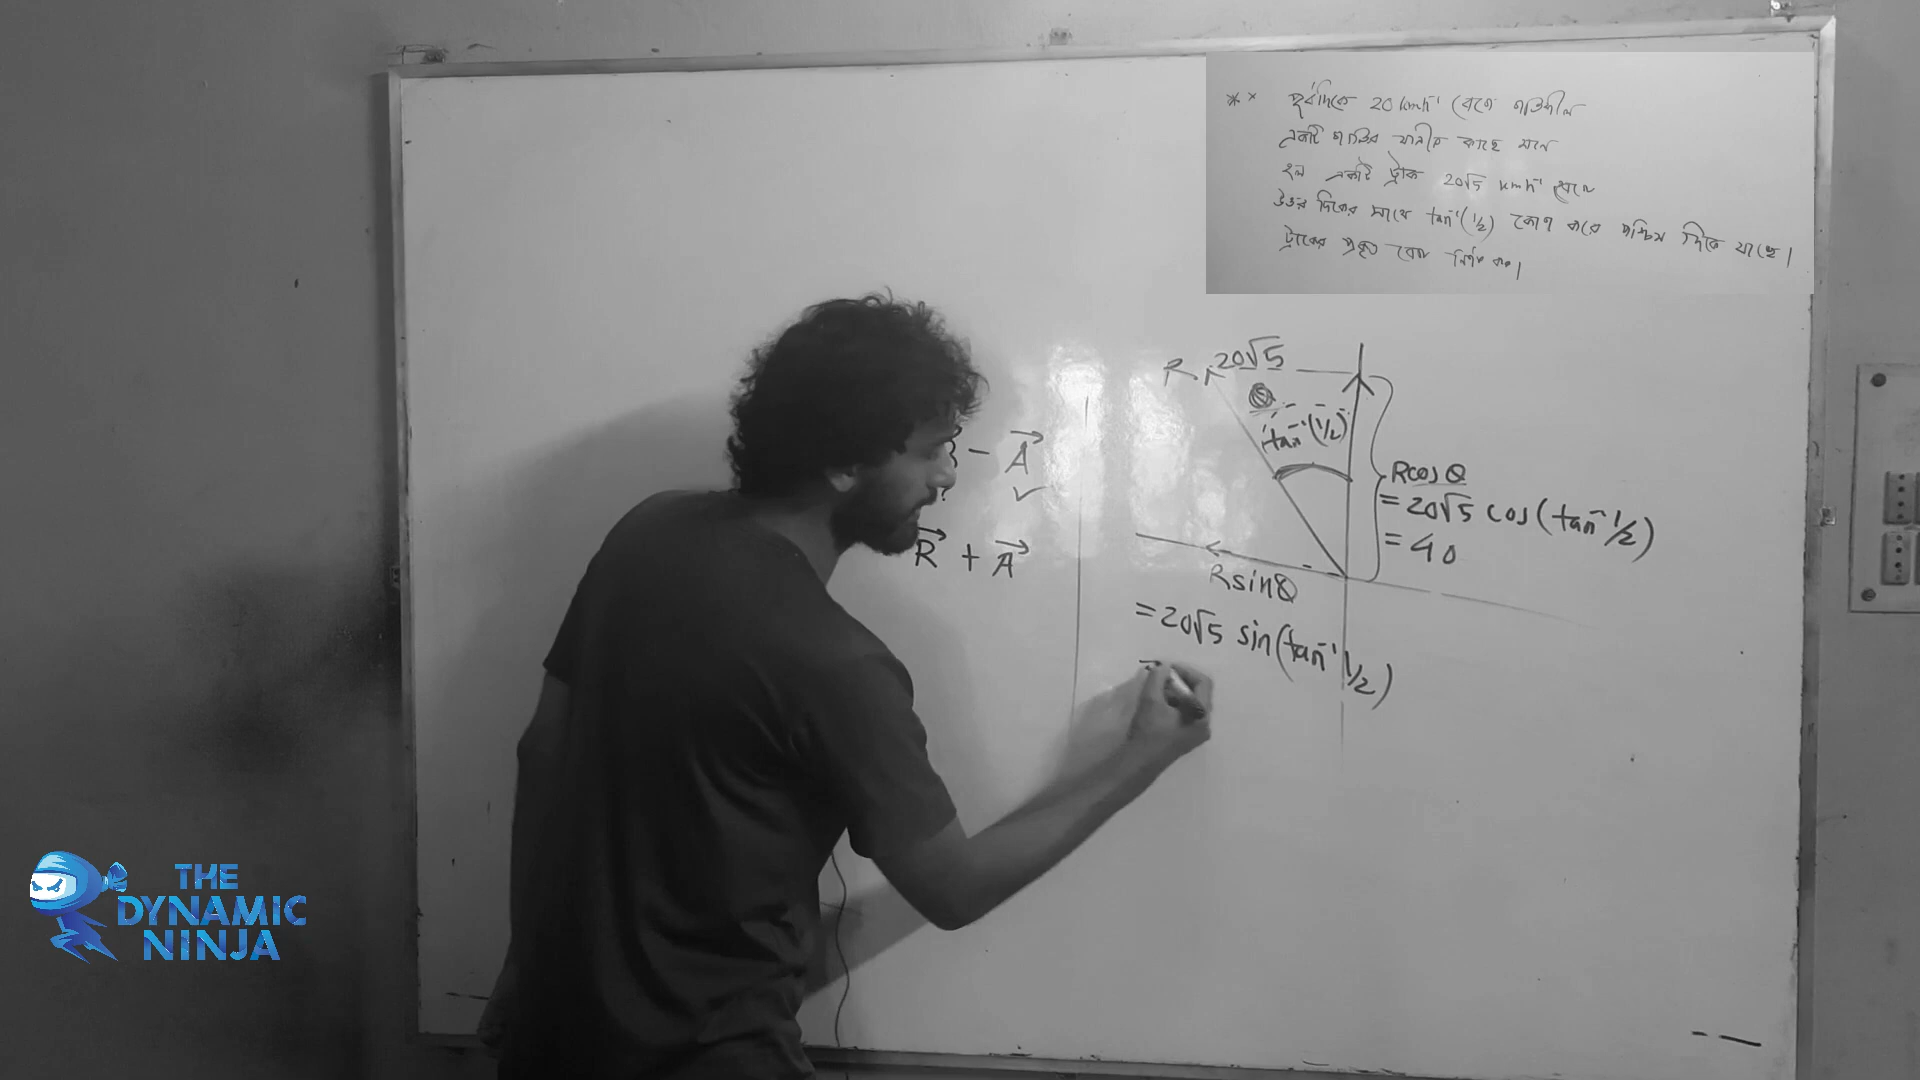 ** পূর্বদিকে 20 kmh⁻¹ বেগে গতিশীল
একটি গাড়ির যাত্রীর কাছে মনে
হল একটি ট্রাক 20√5 kmh⁻¹ বেগে
উত্তর দিকের সাথে tan⁻¹(1/2) কোণ করে পশ্চিম দিকে যাচ্ছে।
ট্রাকের প্রকৃত বেগ নির্ণয় কর।
R 20√5
tan⁻¹(1/2)
− A⃗
?
✓
R⃗ + A⃗
Rcosθ
= 20√5 cos(tan⁻¹ 1/2)
= 40
Rsinθ
= 20√5 sin(tan⁻¹ 1/2)
THE
DYNAMIC
NINJA